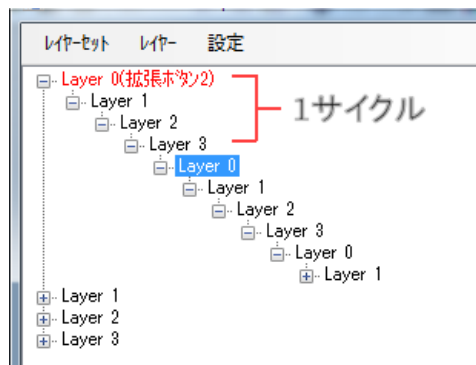 ﾚｲﾔｰｾｯﾄ ﾚｲﾔｰ 設定
Layer 0(拡張ﾎﾞﾀﾝ2)
Layer 1
1サイクル
Layer 2
Layer 3
Layer 0
Layer 1
Layer 2
Layer 3
Layer 0
Layer 1
Layer 1
Layer 2
Layer 3